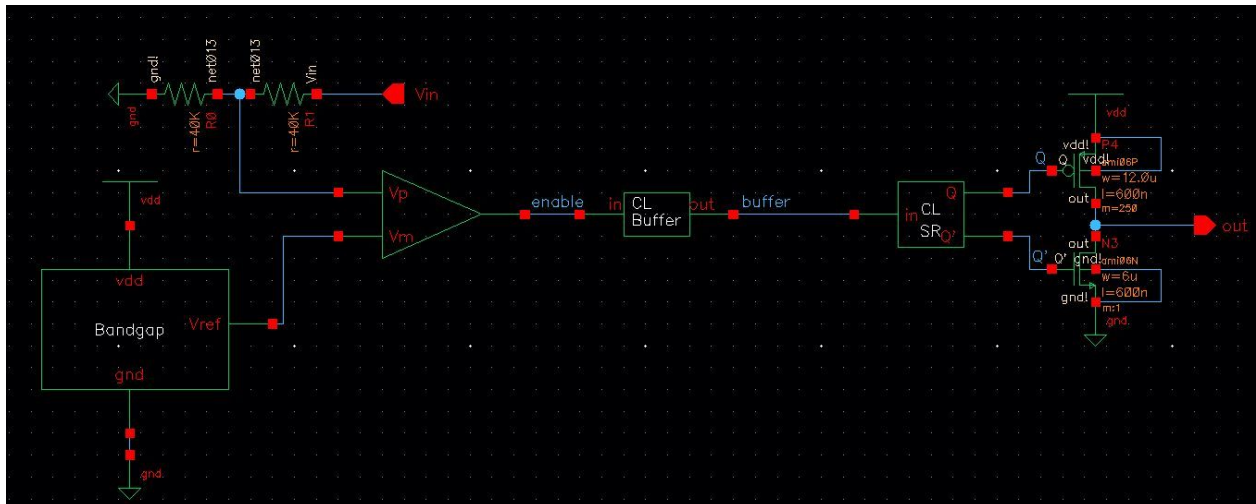 gnd!
net013
net013
Vin
gnd
r=40K
R0
r=40K
R1
Vin
vdd
vdd
Bandgap
Vref
gnd
gnd
Vp
Vm
enable
in
CL
Buffer
out
buffer
in
CL
SR
Q
Q'
vdd
Q
Q
vdd!
vdd!
P4
ami06P
w=12.0u
l=600n
m=250
out
out
out
N3
Q'
Q'
gnd!
ami06N
w=6u
l=600n
gnd!
m:1
gnd